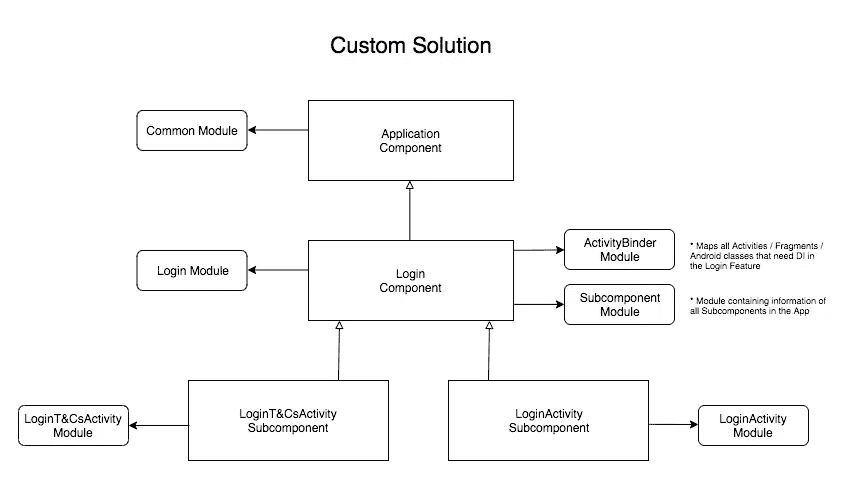 Custom Solution
Common Module
Application
Component
Login Module
Login
Component
ActivityBinder
Module
* Maps all Activities / Fragments /
Android classes that need DI in
the Login Feature
Subcomponent
Module
* Module containing information of
all Subcomponents in the App
LoginT&CsActivity
Module
LoginT&CsActivity
Subcomponent
LoginActivity
Subcomponent
LoginActivity
Module